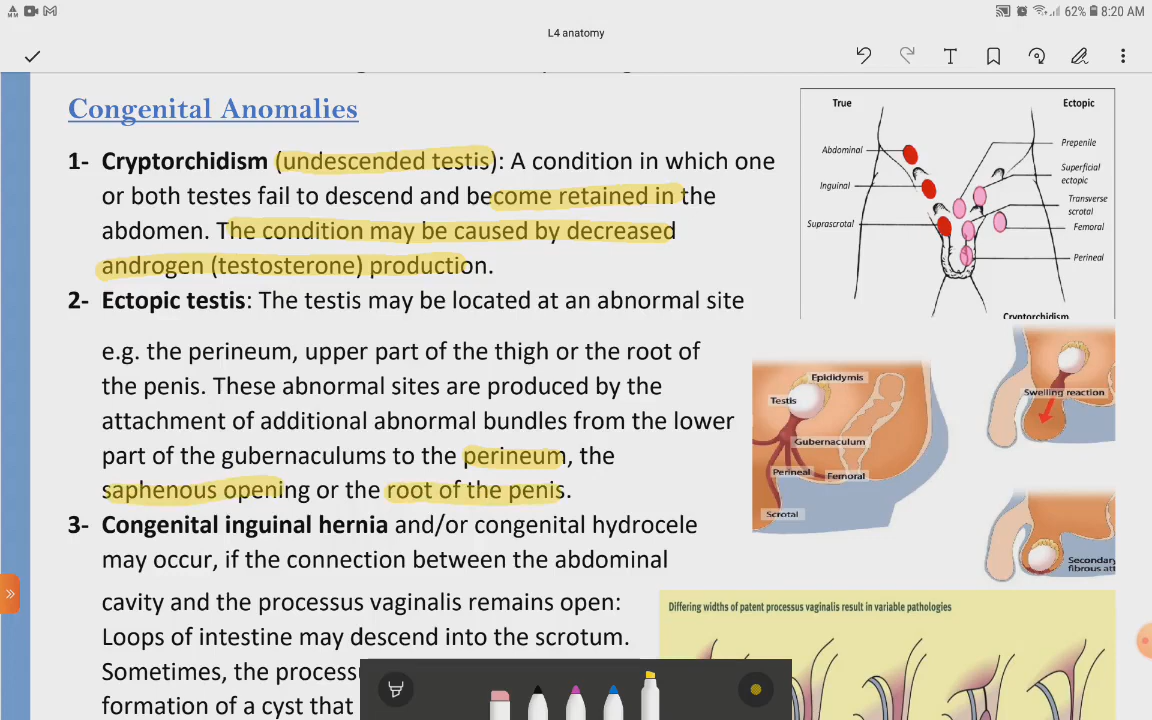 62% 8:20 AM
L4 anatomy
Congenital Anomalies
1- Cryptorchidism (undescended testis): A condition in which one
or both testes fail to descend and become retained in the
abdomen. The condition may be caused by decreased
androgen (testosterone) production.
2- Ectopic testis: The testis may be located at an abnormal site
e.g. the perineum, upper part of the thigh or the root of
the penis. These abnormal sites are produced by the
attachment of additional abnormal bundles from the lower
part of the gubernaculums to the perineum, the
saphenous opening or the root of the penis.
3- Congenital inguinal hernia and/or congenital hydrocele
may occur, if the connection between the abdominal
cavity and the processus vaginalis remains open:
Loops of intestine may descend into the scrotum.
Sometimes, the
formation of a cyst that
True
Ectopic
Abdominal
Inguinal
Suprascrotal
Prepenile
Superficial
ectopic
Transverse
scrotal
Femoral
Perineal
Cryptorchidism
Epididymis
Testis
Gubernaculum
Perineal
Femoral
Scrotal
Swelling reaction
Secondary
fibrous
Differing widths of patent processus vaginalis result in variable pathologies